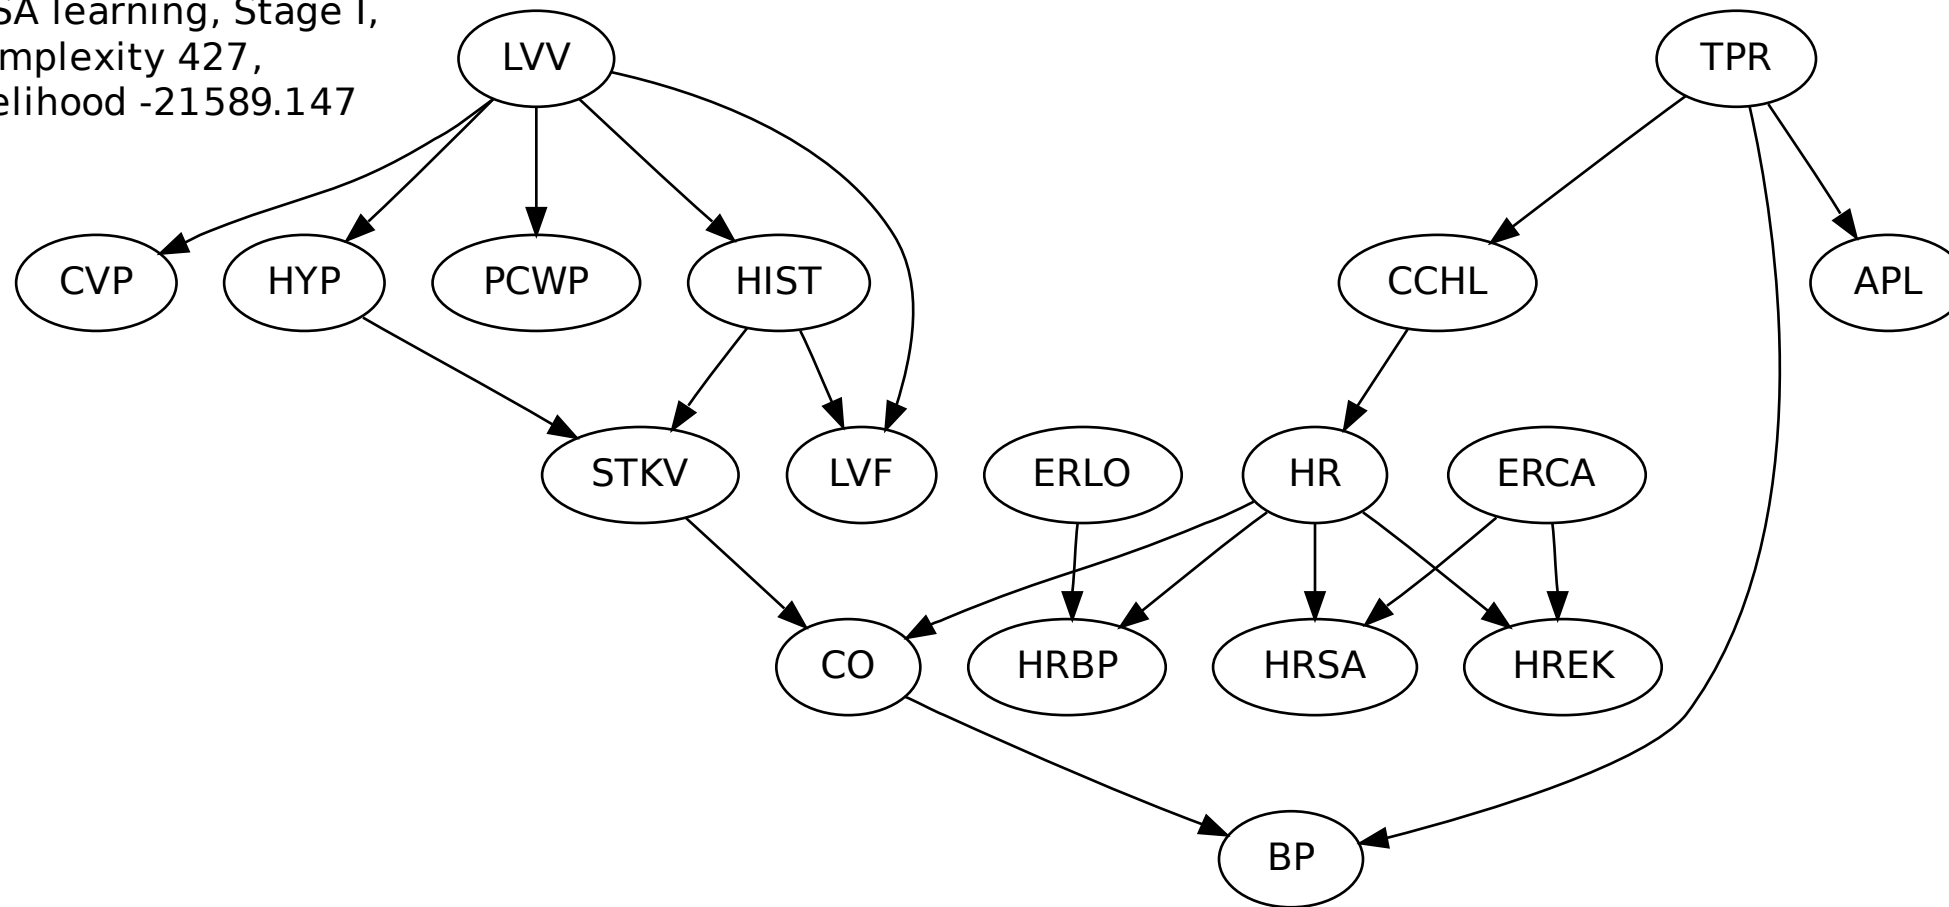 SA learning, Stage I,
mplexity 427,
elihood -21589.147
LVV
TPR
CVP
HYP
PCWP
HIST
CCHL
APL
STKV
LVF
ERLO
HR
ERCA
CO
HRBP
HRSA
HREK
BP